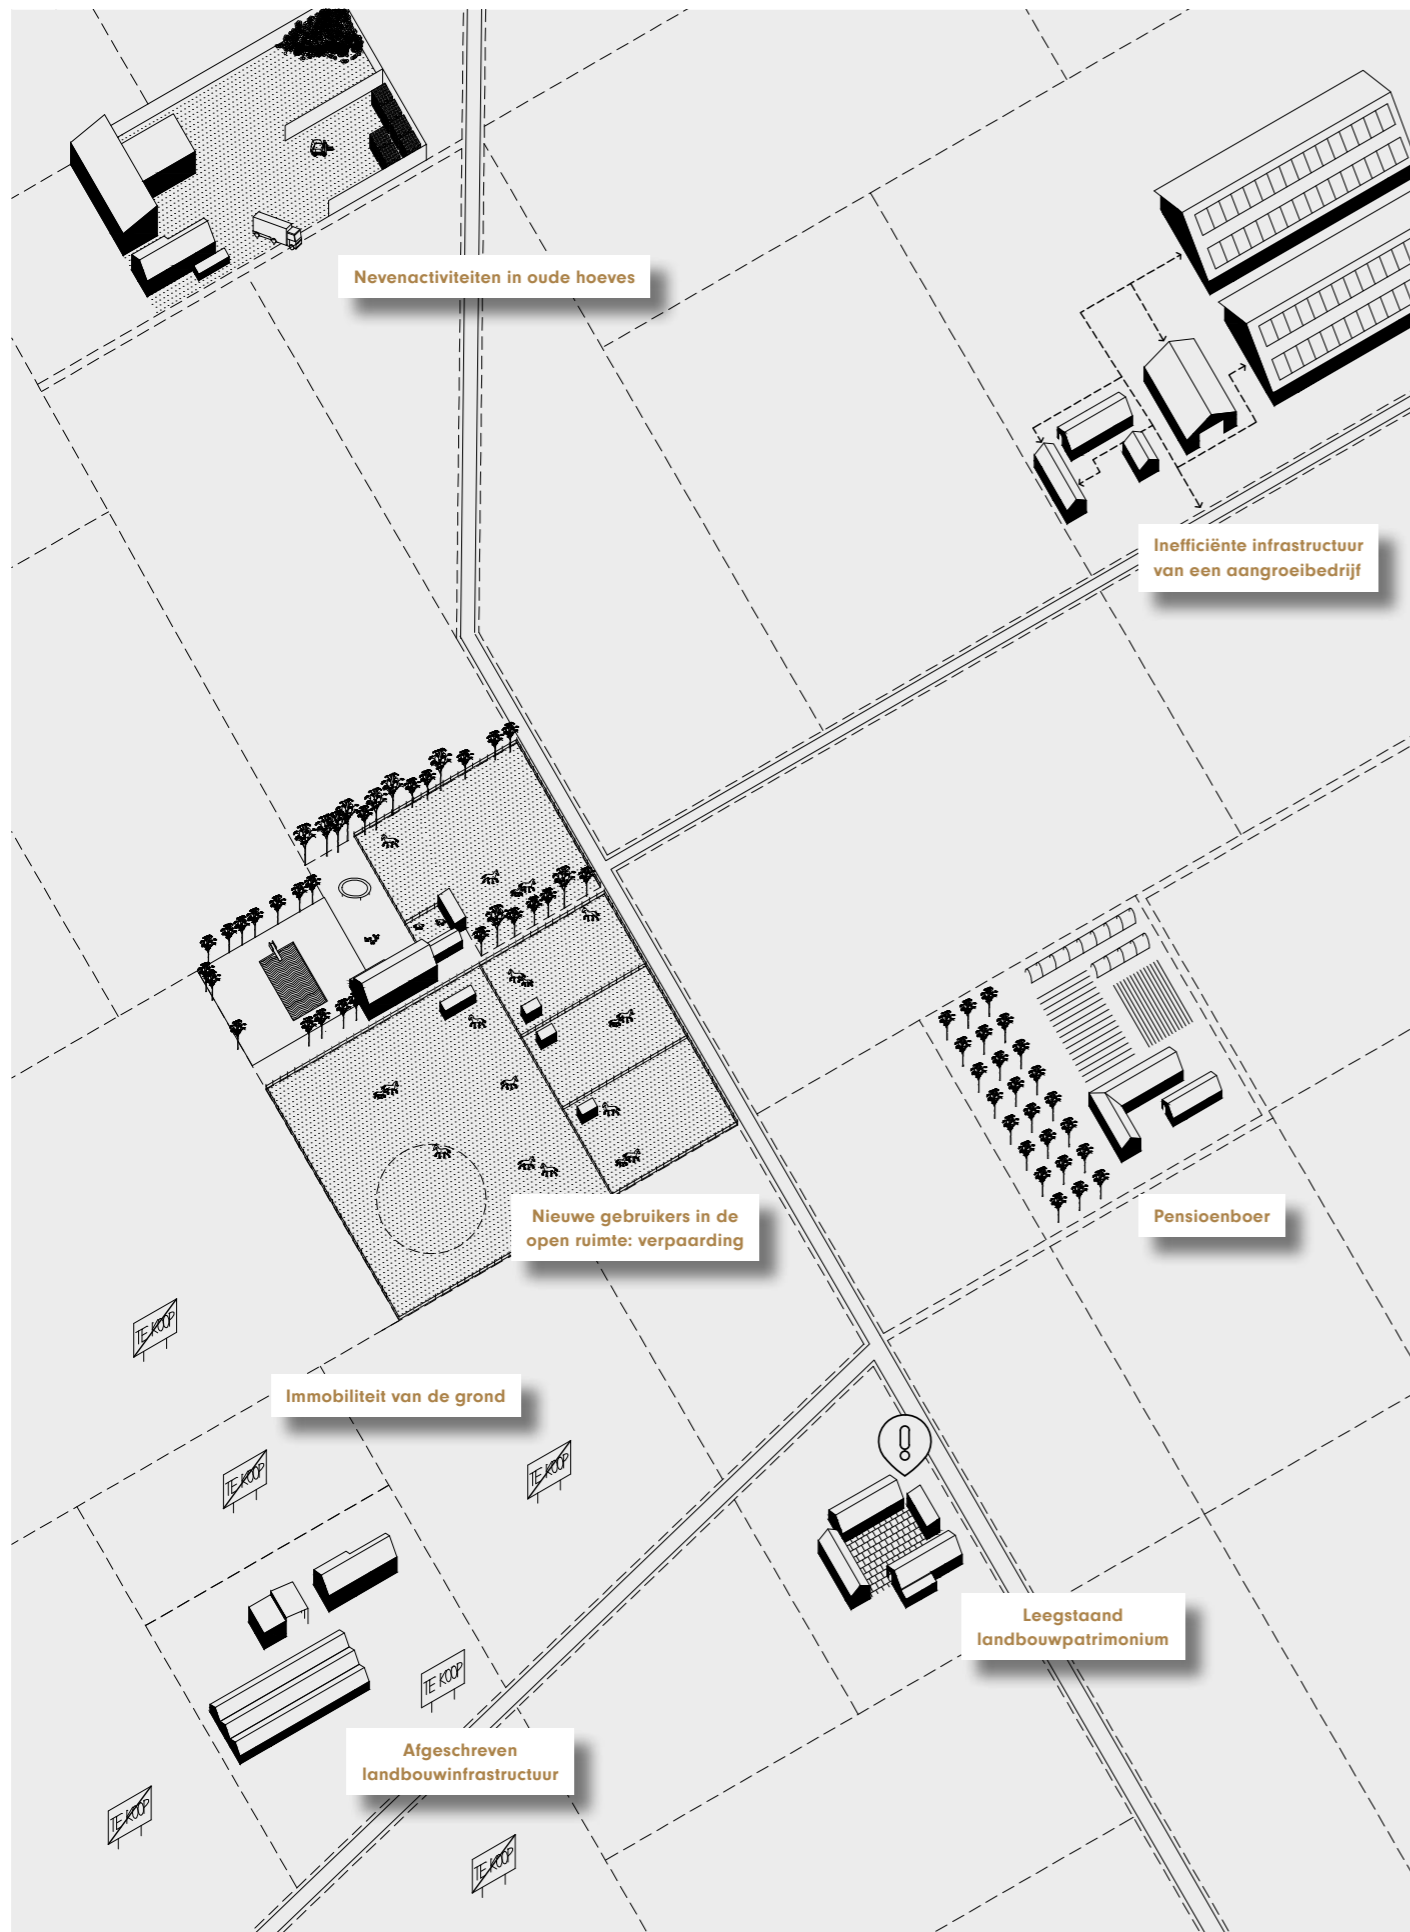 Nevenactiviteiten in oude hoeves
Inefficiënte infrastructuur
van een aangroeibedrijf
Nieuwe gebruikers in de
open ruimte: verpaarding
Pensioenboer
TE KOOP
Immobiliteit van de grond
TE KOOP
TE KOOP
Leegstaand
landbouwpatrimonium
TE KOOP
Afgeschreven
landbouwinfrastructuur
TE KOOP
TE KOOP